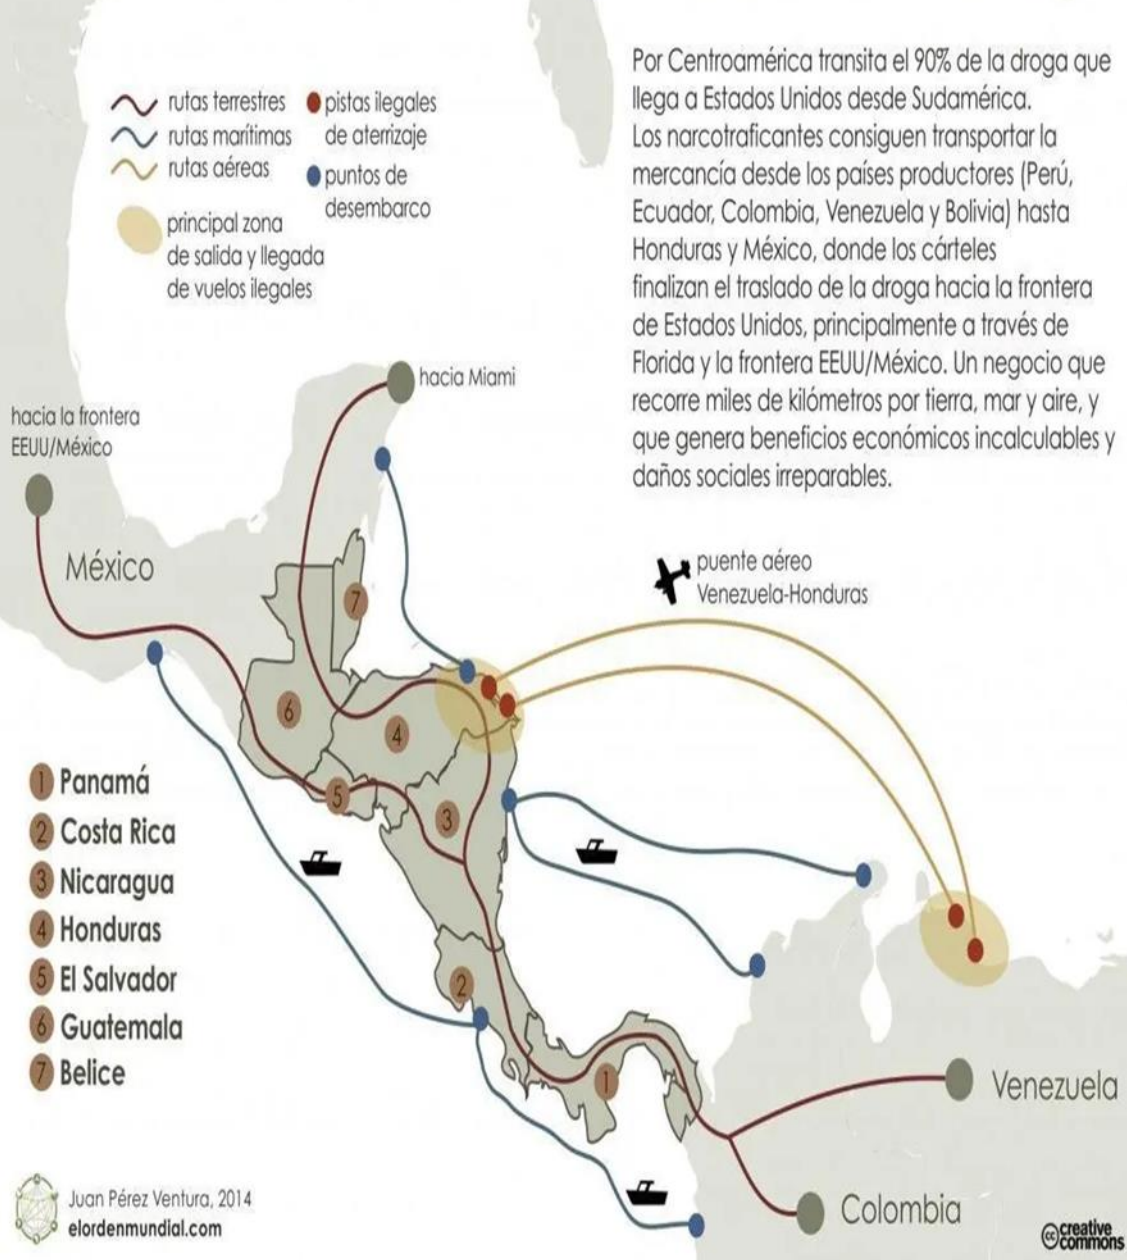 rutas terrestres
rutas marítimas
rutas aéreas
principal zona
de salida y llegada
de vuelos ilegales
pistas ilegales
de aterrizaje
puntos de
desembarco
Por Centroamérica transita el 90% de la droga que
llega a Estados Unidos desde Sudamérica.
Los narcotraficantes consiguen transportar la
mercancía desde los países productores (Perú,
Ecuador, Colombia, Venezuela y Bolivia) hasta
Honduras y México, donde los cárteles
finalizan el traslado de la droga hacia la frontera
de Estados Unidos, principalmente a través de
Florida y la frontera EEUU/México. Un negocio que
recorre miles de kilómetros por tierra, mar y aire, y
que genera beneficios económicos incalculables y
daños sociales irreparables.
hacia Miami
hacia la frontera
EEUU/México
México
puente aéreo
Venezuela-Honduras
7
6
4
5
3
2
1
1 Panamá
2 Costa Rica
3 Nicaragua
4 Honduras
5 El Salvador
6 Guatemala
7 Belice
Venezuela
Colombia
Juan Pérez Ventura, 2014
elordenmundial.com
cc creative
commons